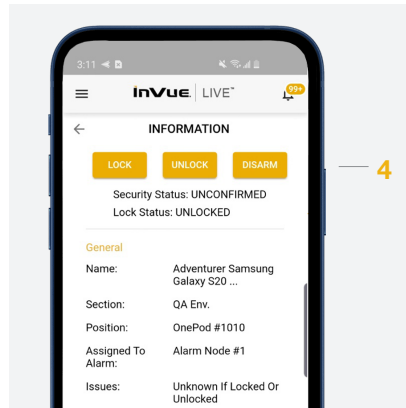 3:11
InVue | LIVE™
99+
INFORMATION
LOCK UNLOCK DISARM
4
Security Status: UNCONFIRMED
Lock Status: UNLOCKED
General
Name: Adventurer Samsung
Galaxy S20 ...
Section: QA Env.
Position: OnePod #1010
Assigned To Alarm Node #1
Alarm:
Issues: Unknown If Locked Or
Unlocked